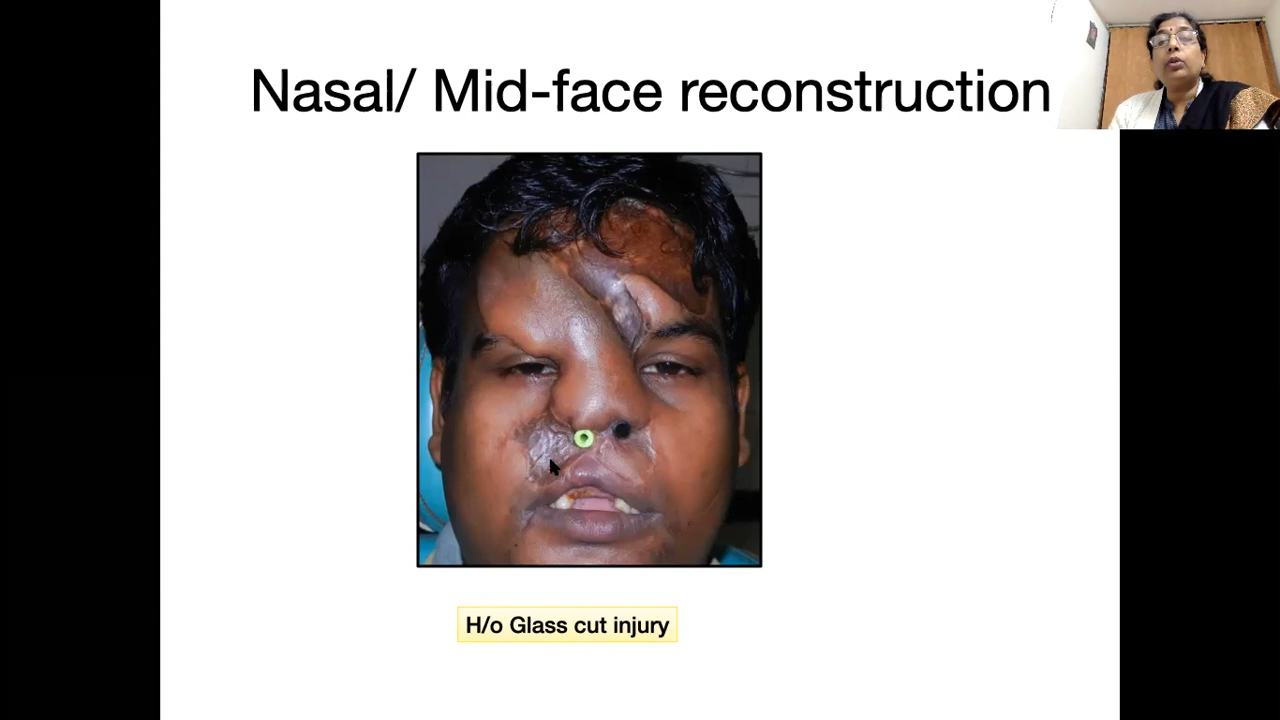 Nasal/ Mid-face reconstruction
H/o Glass cut injury